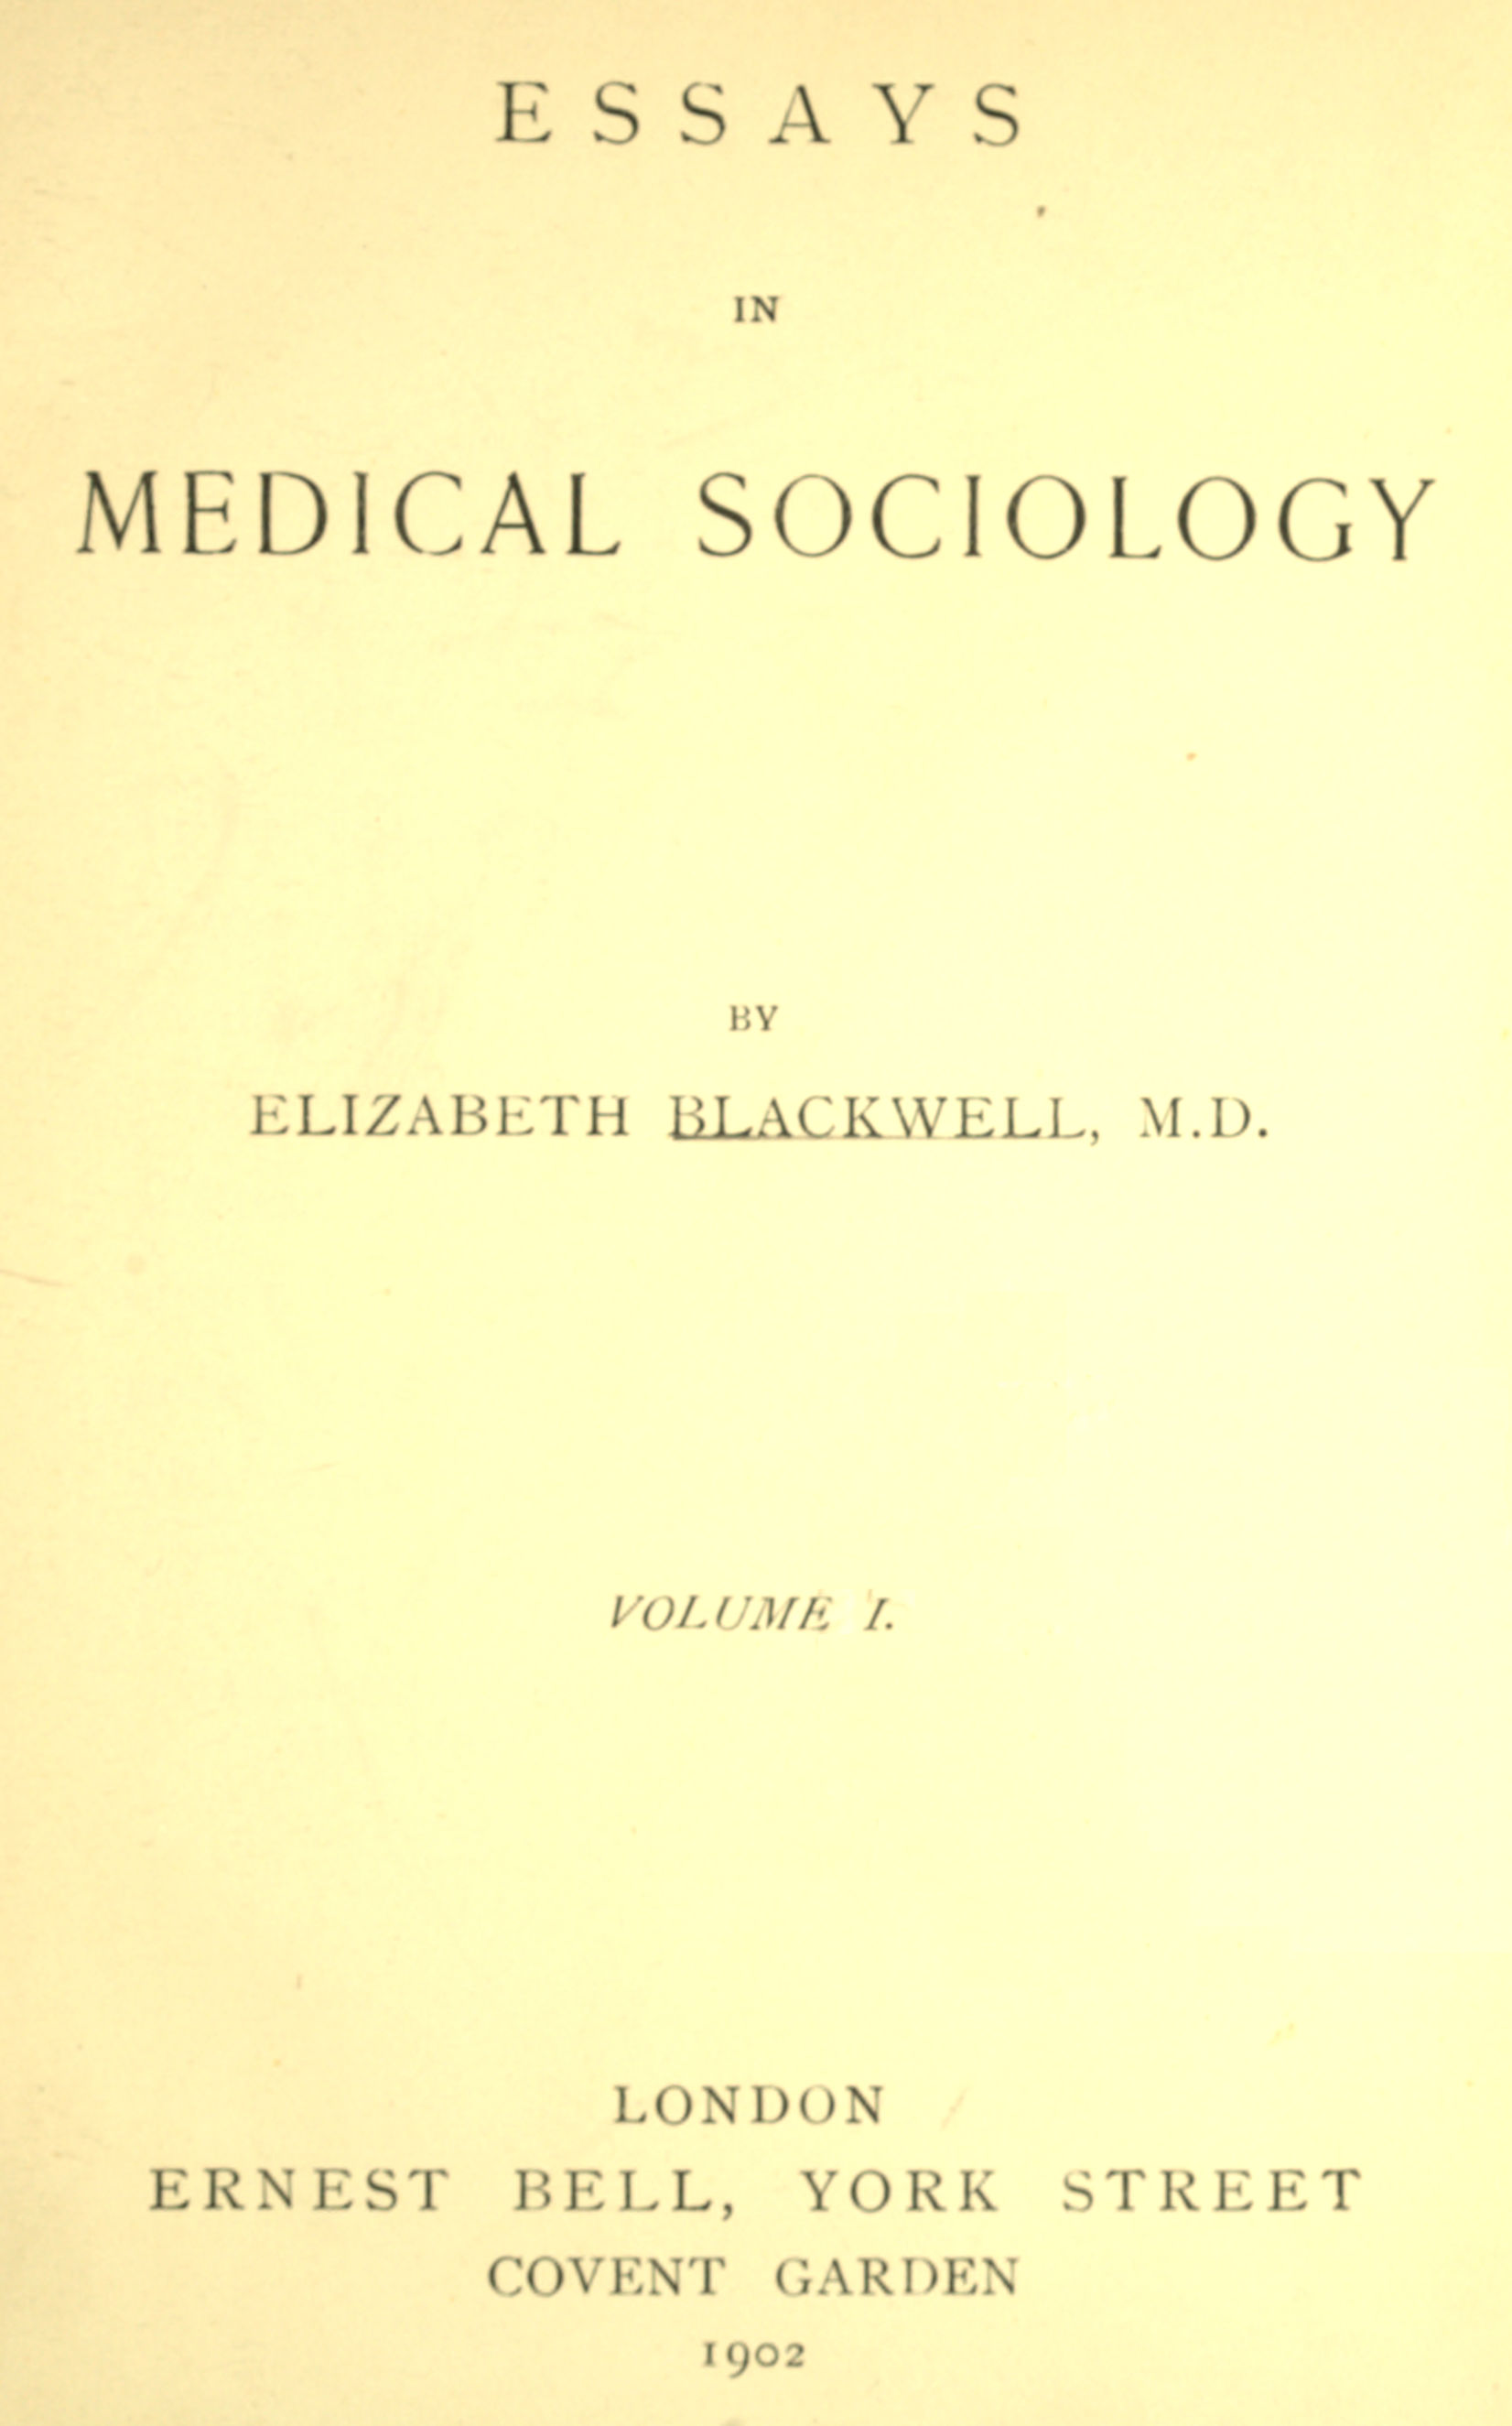 ESSAYS
IN
MEDICAL SOCIOLOGY
BY
ELIZABETH BLACKWELL, M.D.
VOLUME I.
LONDON
ERNEST BELL, YORK STREET
COVENT GARDEN
1902